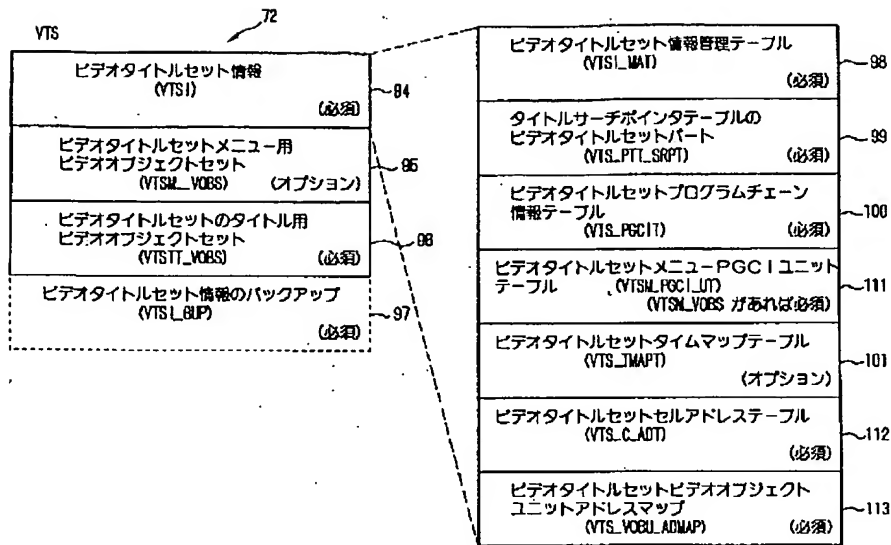 VTS
72
ビデオタイトルセット情報
(VTSI)
(必須)
94
ビデオタイトルセットメニュー用
ビデオオブジェクトセット
(VTSM_VOBS) (オプション)
95
ビデオタイトルセットのタイトル用
ビデオオブジェクトセット
(VTSTT_VOBS) (必須)
96
ビデオタイトルセット情報のバックアップ
(VTSI_BUP)
(必須)
97
ビデオタイトルセット情報管理テーブル
(VTSI_MAT)
(必須)
98
タイトルサーチポインタテーブルの
ビデオタイトルセットパート
(VTS_PTT_SRPT) (必須)
99
ビデオタイトルセットプログラムチェーン
情報テーブル
(VTS_PGCIT) (必須)
100
ビデオタイトルセットメニューPGCIユニット
テーブル (VTSM_PGCI_UT)
(VTSM_VOBS があれば必須)
111
ビデオタイトルセットタイムマップテーブル
(VTS_TMAPT)
(オプション)
101
ビデオタイトルセットセルアドレステーブル
(VTS_C_ADT)
(必須)
112
ビデオタイトルセットビデオオブジェクト
ユニットアドレスマップ
(VTS_VOBU_ADMAP) (必須)
113